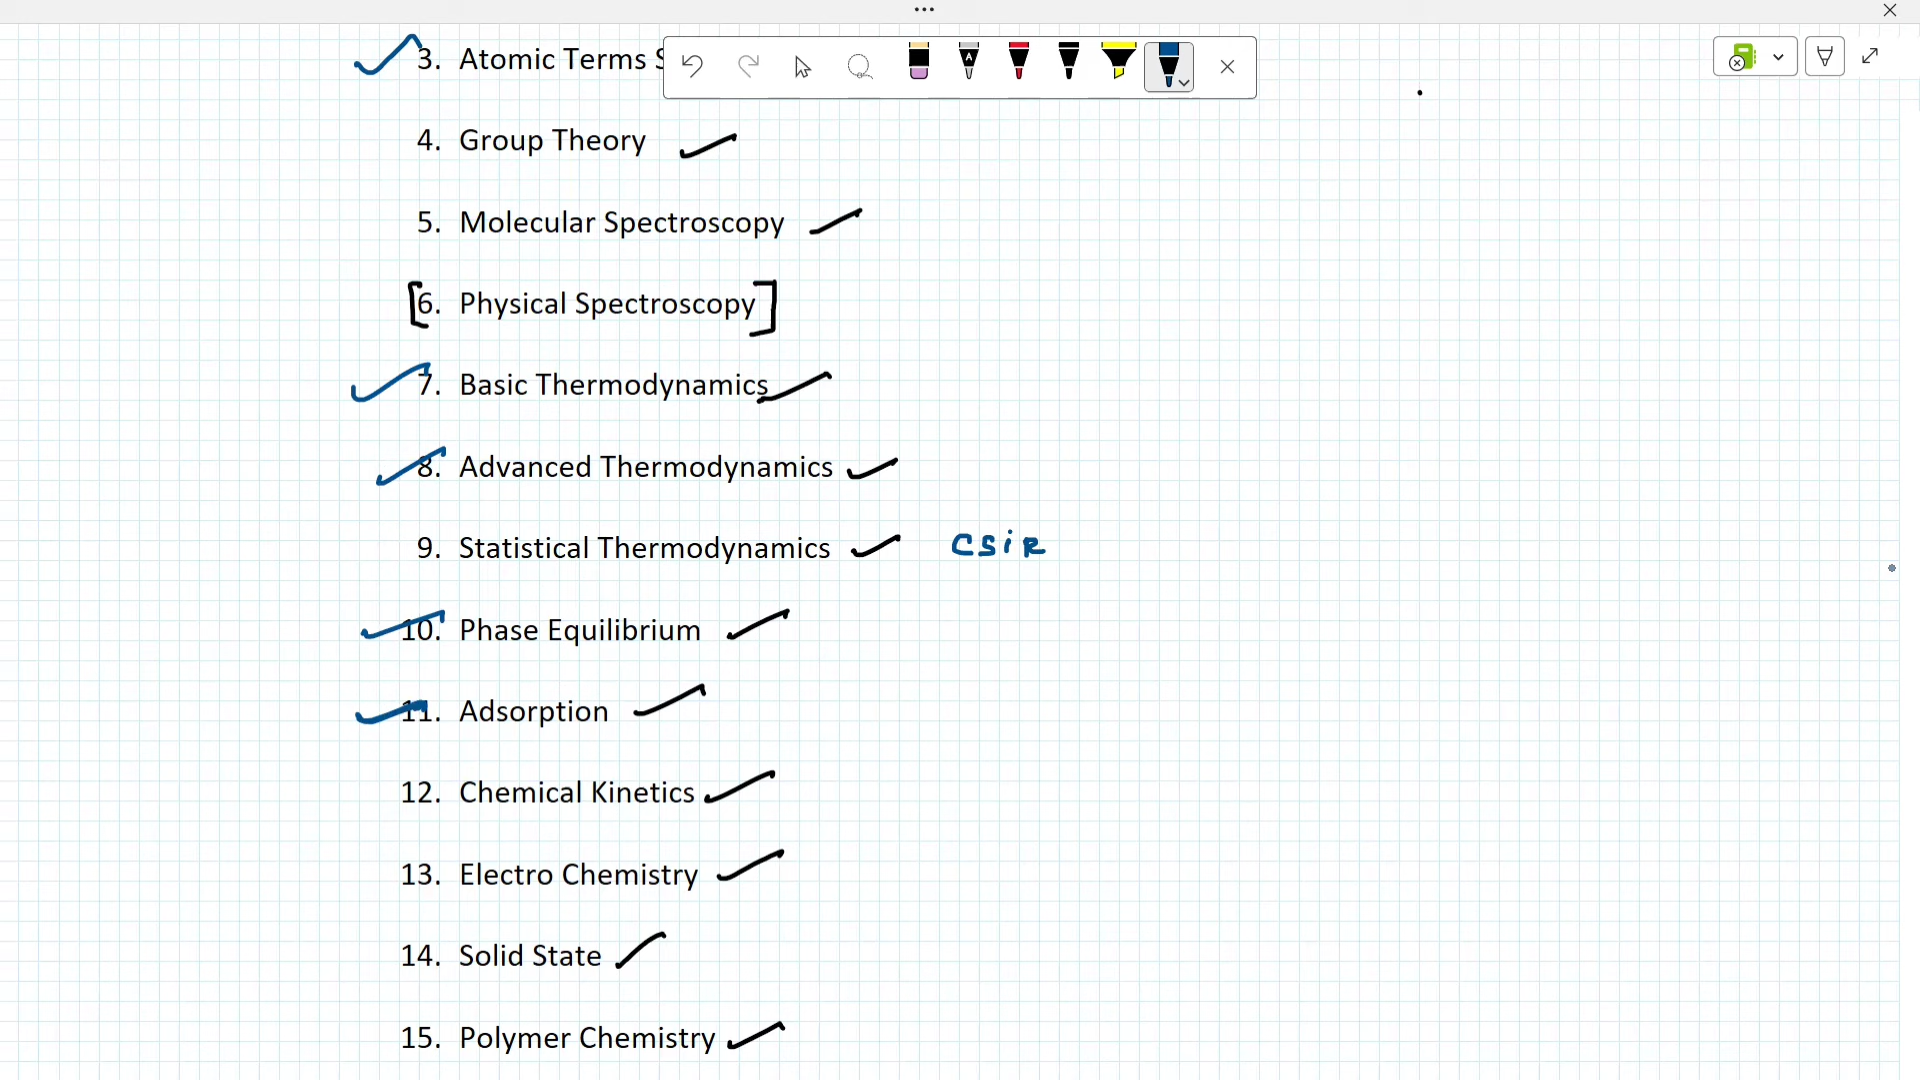 3. Atomic Terms
4. Group Theory
5. Molecular Spectroscopy
[6. Physical Spectroscopy]
7. Basic Thermodynamics
8. Advanced Thermodynamics
9. Statistical Thermodynamics CSiR
10. Phase Equilibrium
11. Adsorption
12. Chemical Kinetics
13. Electro Chemistry
14. Solid State
15. Polymer Chemistry